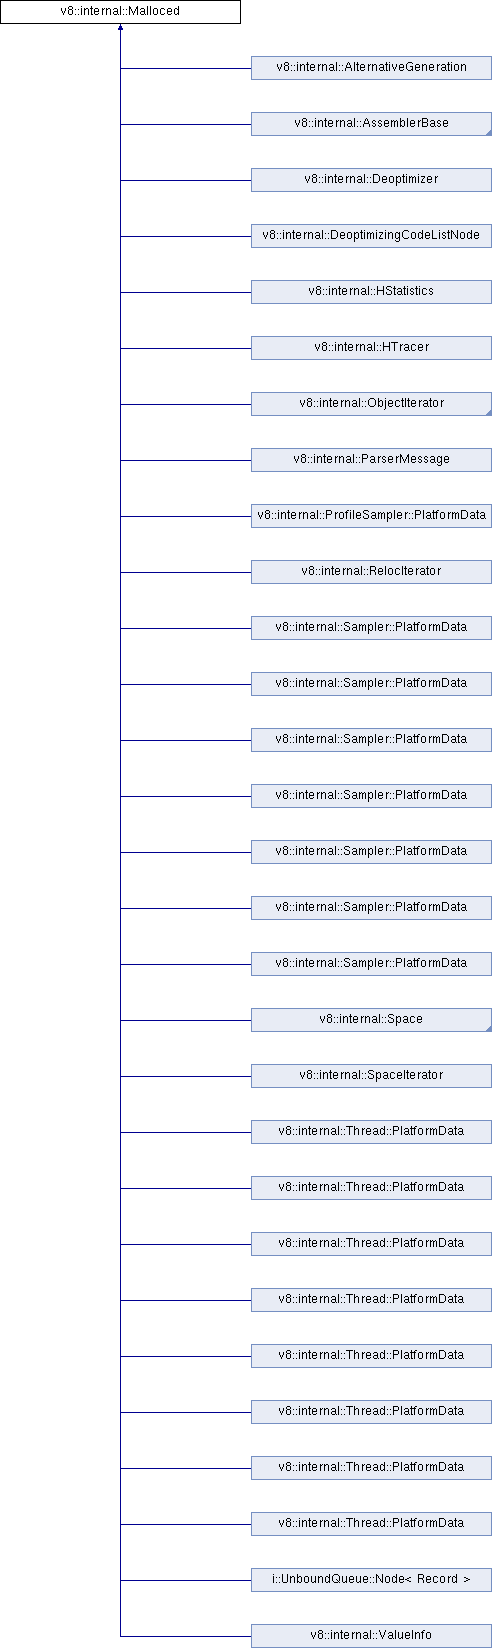 v8::internal::Malloced
v8::internal::AlternativeGeneration
v8::internal::AssemblerBase
v8::internal::Deoptimizer
v8::internal::DeoptimizingCodeListNode
v8::internal::HStatistics
v8::internal::HTracer
v8::internal::ObjectIterator
v8::internal::ParserMessage
v8::internal::ProfileSampler::PlatformData
v8::internal::RelocIterator
v8::internal::Sampler::PlatformData
v8::internal::Sampler::PlatformData
v8::internal::Sampler::PlatformData
v8::internal::Sampler::PlatformData
v8::internal::Sampler::PlatformData
v8::internal::Sampler::PlatformData
v8::internal::Sampler::PlatformData
v8::internal::Space
v8::internal::SpaceIterator
v8::internal::Thread::PlatformData
v8::internal::Thread::PlatformData
v8::internal::Thread::PlatformData
v8::internal::Thread::PlatformData
v8::internal::Thread::PlatformData
v8::internal::Thread::PlatformData
v8::internal::Thread::PlatformData
v8::internal::Thread::PlatformData
i::UnboundQueue::Node< Record >
v8::internal::ValueInfo